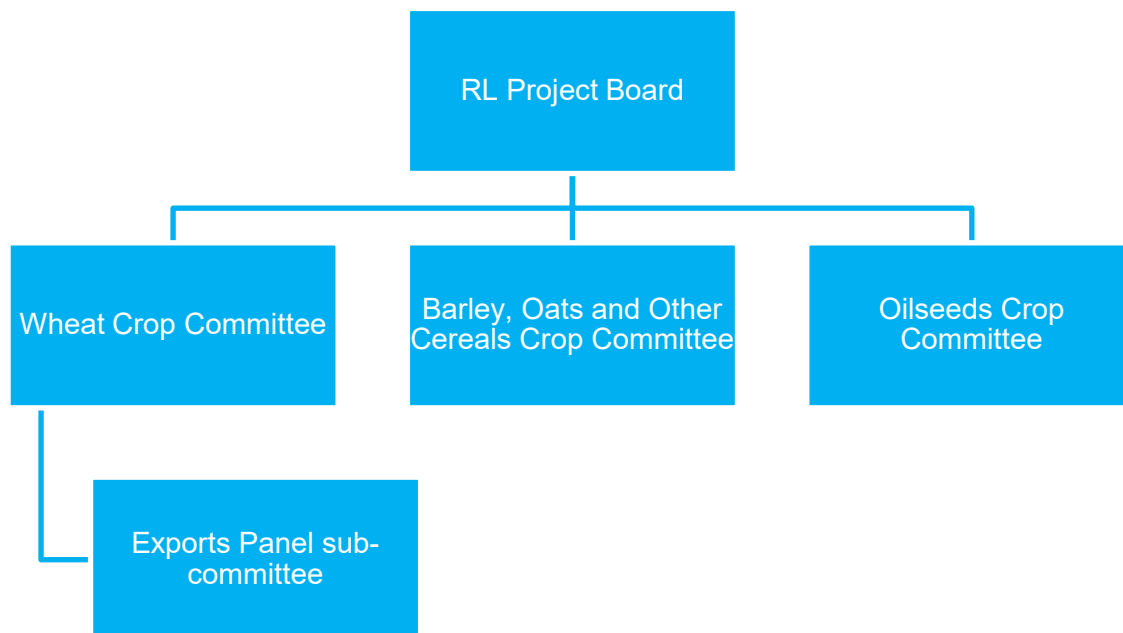 RL Project Board
Wheat Crop Committee
Barley, Oats and Other
Cereals Crop Committee
Oilseeds Crop
Committee
Exports Panel sub-
committee